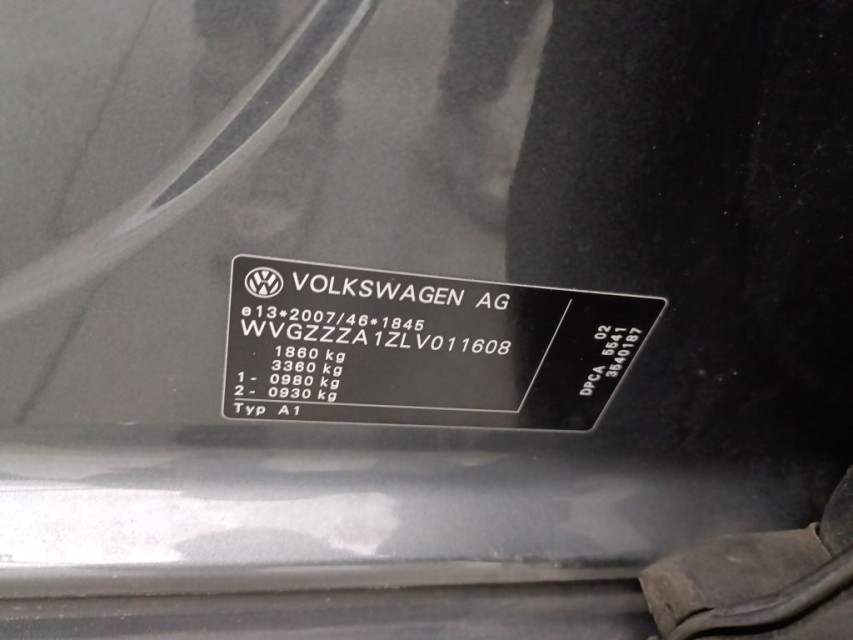 VOLKSWAGEN AG
e13*2007/46*1845
WVGZZZA1ZLV011608
1860 kg
3360 kg
1- 0980 kg
2- 0930 kg
Typ A1
02
DPCA 5541
3540187